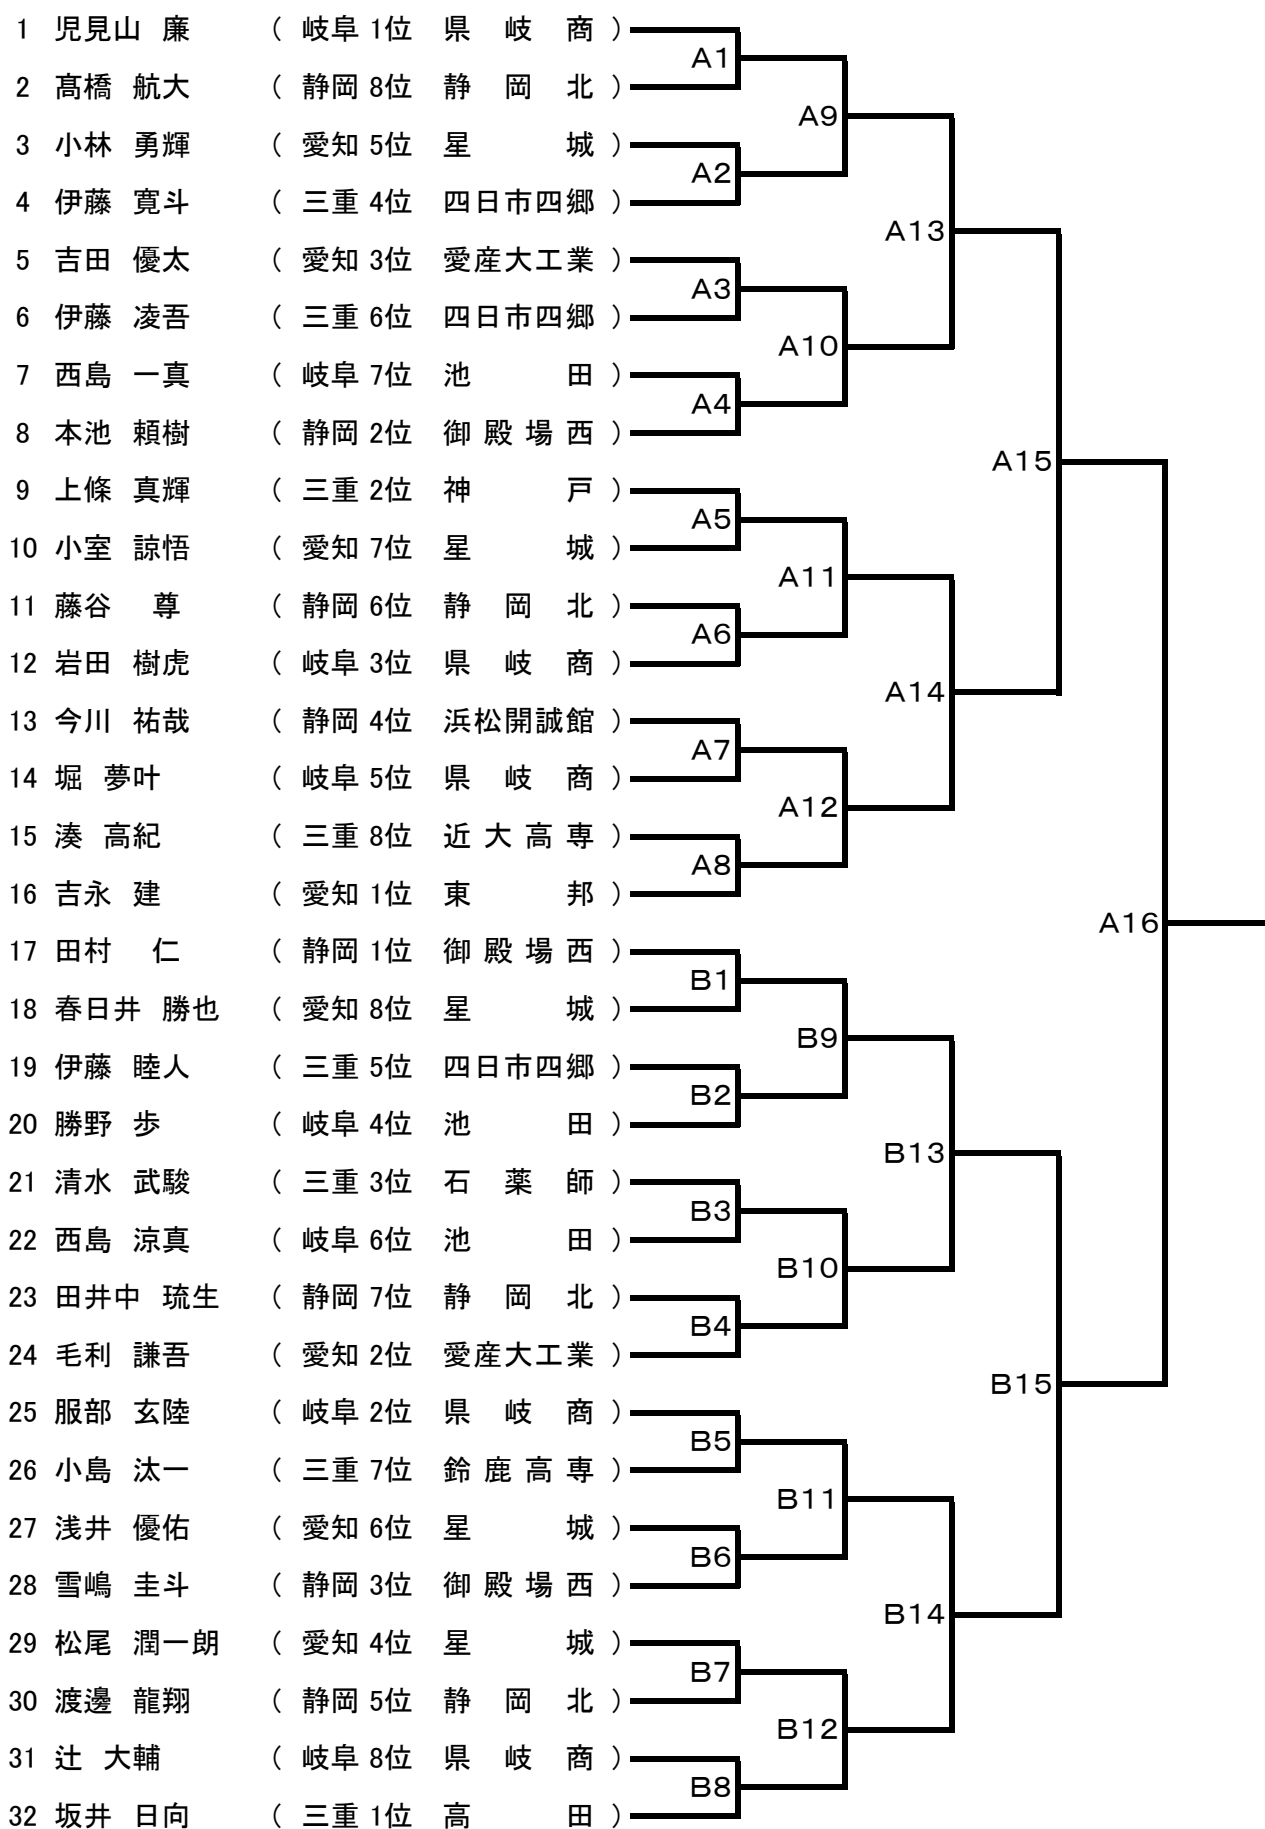 1 児見山 廉 ( 岐阜 1位 県 岐 商 )
A1
2 髙橋 航大 ( 静岡 8位 静 岡 北 )
A9
3 小林 勇輝 ( 愛知 5位 星 城 )
A2
4 伊藤 寛斗 ( 三重 4位 四日市四郷 )
A13
5 吉田 優太 ( 愛知 3位 愛産大工業 )
A3
6 伊藤 凌吾 ( 三重 6位 四日市四郷 )
A10
7 西島 一真 ( 岐阜 7位 池 田 )
A4
8 本池 頼樹 ( 静岡 2位 御殿場西 )
A15
9 上條 真輝 ( 三重 2位 神 戸 )
A5
10 小室 諒悟 ( 愛知 7位 星 城 )
A11
11 藤谷 尊 ( 静岡 6位 静 岡 北 )
A6
12 岩田 樹虎 ( 岐阜 3位 県 岐 商 )
A14
13 今川 祐哉 ( 静岡 4位 浜松開誠館 )
A7
14 堀 夢叶 ( 岐阜 5位 県 岐 商 )
A12
15 湊 高紀 ( 三重 8位 近大高専 )
A8
16 吉永 建 ( 愛知 1位 東 邦 )
A16
17 田村 仁 ( 静岡 1位 御殿場西 )
B1
18 春日井 勝也 ( 愛知 8位 星 城 )
B9
19 伊藤 睦人 ( 三重 5位 四日市四郷 )
B2
20 勝野 歩 ( 岐阜 4位 池 田 )
B13
21 清水 武駿 ( 三重 3位 石 薬 師 )
B3
22 西島 涼真 ( 岐阜 6位 池 田 )
B10
23 田井中 琉生 ( 静岡 7位 静 岡 北 )
B4
24 毛利 謙吾 ( 愛知 2位 愛産大工業 )
B15
25 服部 玄陸 ( 岐阜 2位 県 岐 商 )
B5
26 小島 汰一 ( 三重 7位 鈴鹿高専 )
B11
27 浅井 優佑 ( 愛知 6位 星 城 )
B6
28 雪嶋 圭斗 ( 静岡 3位 御殿場西 )
B14
29 松尾 潤一朗 ( 愛知 4位 星 城 )
B7
30 渡邊 龍翔 ( 静岡 5位 静 岡 北 )
B12
31 辻 大輔 ( 岐阜 8位 県 岐 商 )
B8
32 坂井 日向 ( 三重 1位 高 田 )